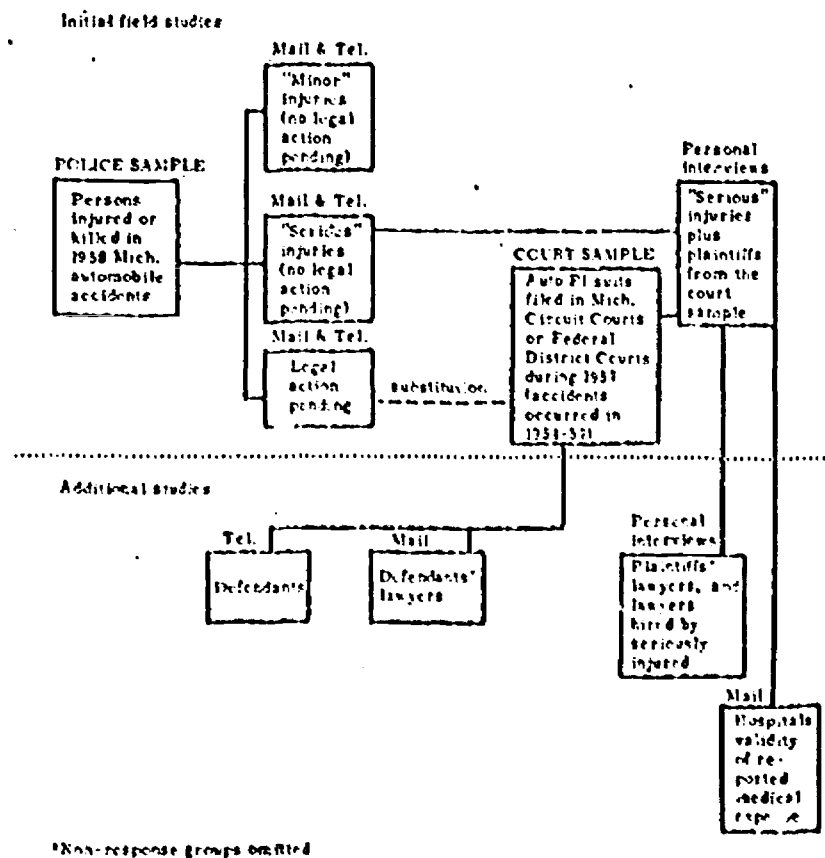 Initial field studies
Mail & Tel.
"Minor"
injuries
(no legal
action
pending)
POLICE SAMPLE
Persons
injured or
killed in
1958 Mich.
automobile
accidents
Mail & Tel.
"Serious"
injuries
(no legal
action
pending)
Mail & Tel.
Legal
action
pending
substitution
COURT SAMPLE
Auto PI suits
filed in Mich.
Circuit Courts
or Federal
District Courts
during 1957
(accidents
occurred in
Personal
Interviews
"Serious"
injuries
plus
plaintiffs
from the
court
sample
Additional studies
Tel.
Defendants
Mail
Defendants'
lawyers
Personal
Interviews
Plaintiffs'
lawyers, and
lawyers
hired by
seriously
injured
Mail
Hospitals
validity
of re-
ported
medical
*Non-response groups omitted